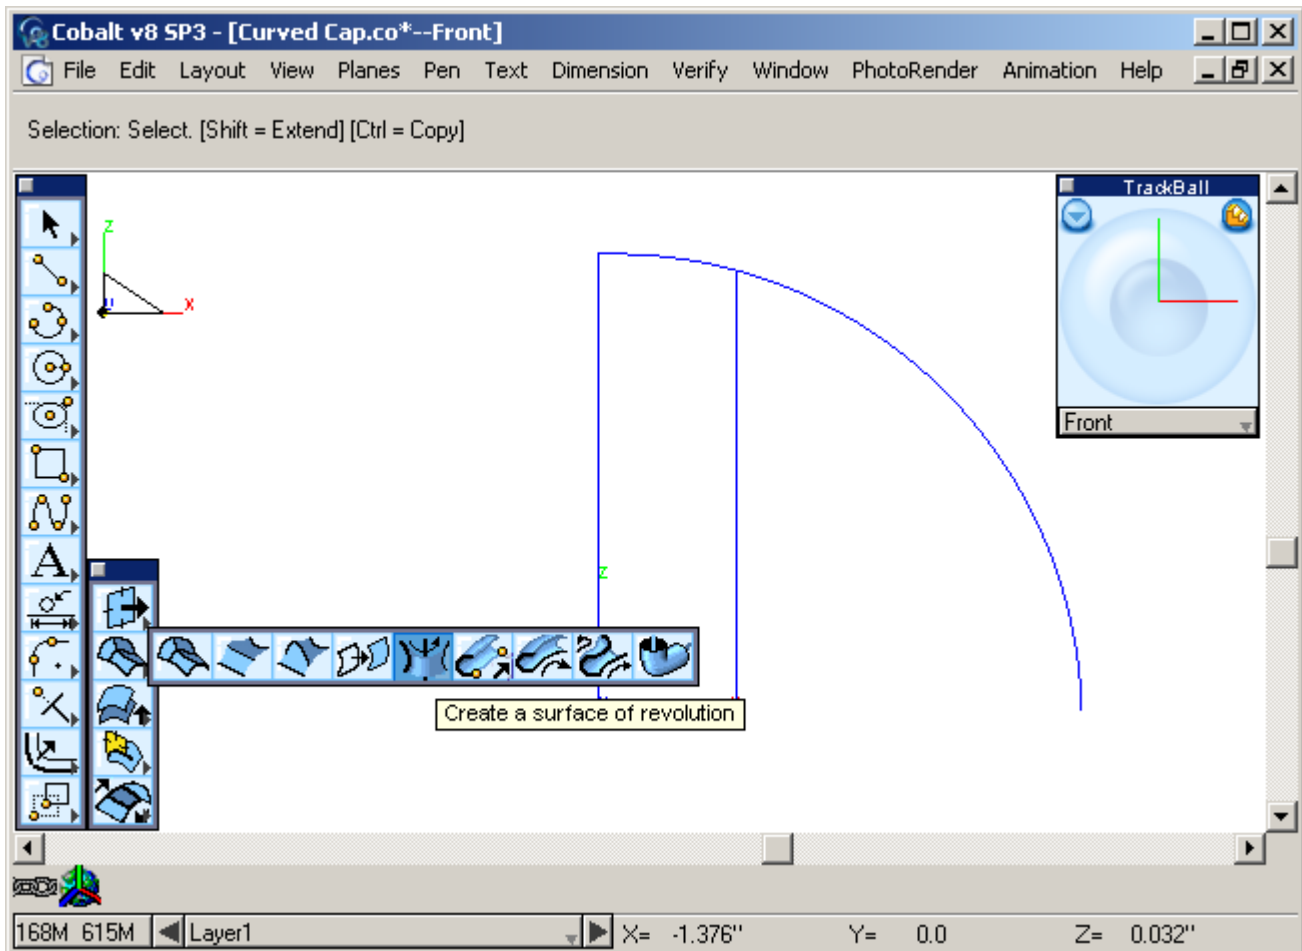 Cobalt v8 SP3 - [Curved Cap.co*--Front]
File Edit Layout View Planes Pen Text Dimension Verify Window PhotoRender Animation Help
Selection: Select. [Shift = Extend] [Ctrl = Copy]
TrackBall
z
x
Front
A
z
Create a surface of revolution
168M 615M Layer1 X= -1.376" Y= 0.0 Z= 0.032"